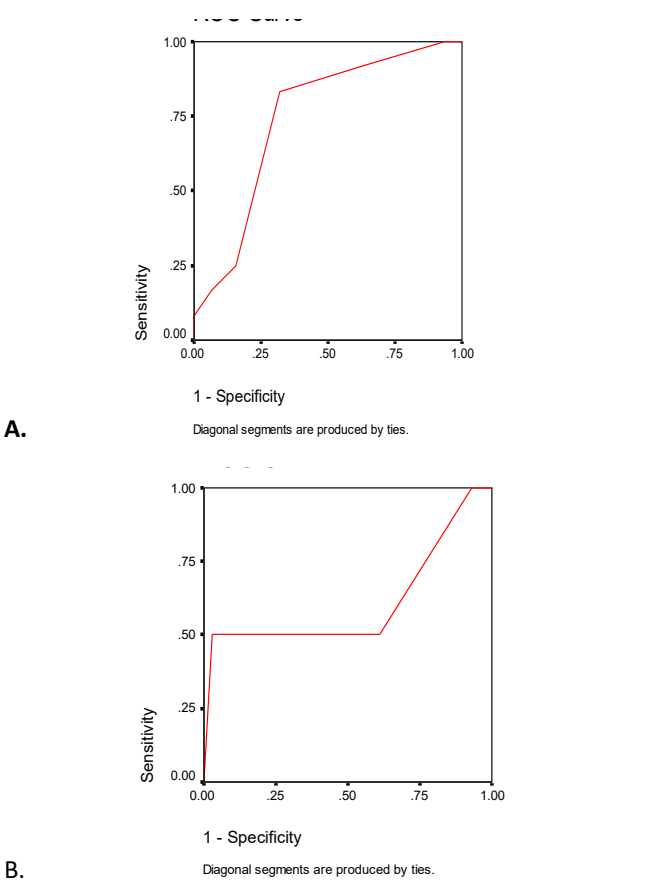 1.00
.75
.50
.25
0.00
Sensitivity
0.00 .25 .50 .75 1.00
1 - Specificity
A.
Diagonal segments are produced by ties.
1.00
.75
.50
.25
0.00
Sensitivity
0.00 .25 .50 .75 1.00
1 - Specificity
B.
Diagonal segments are produced by ties.